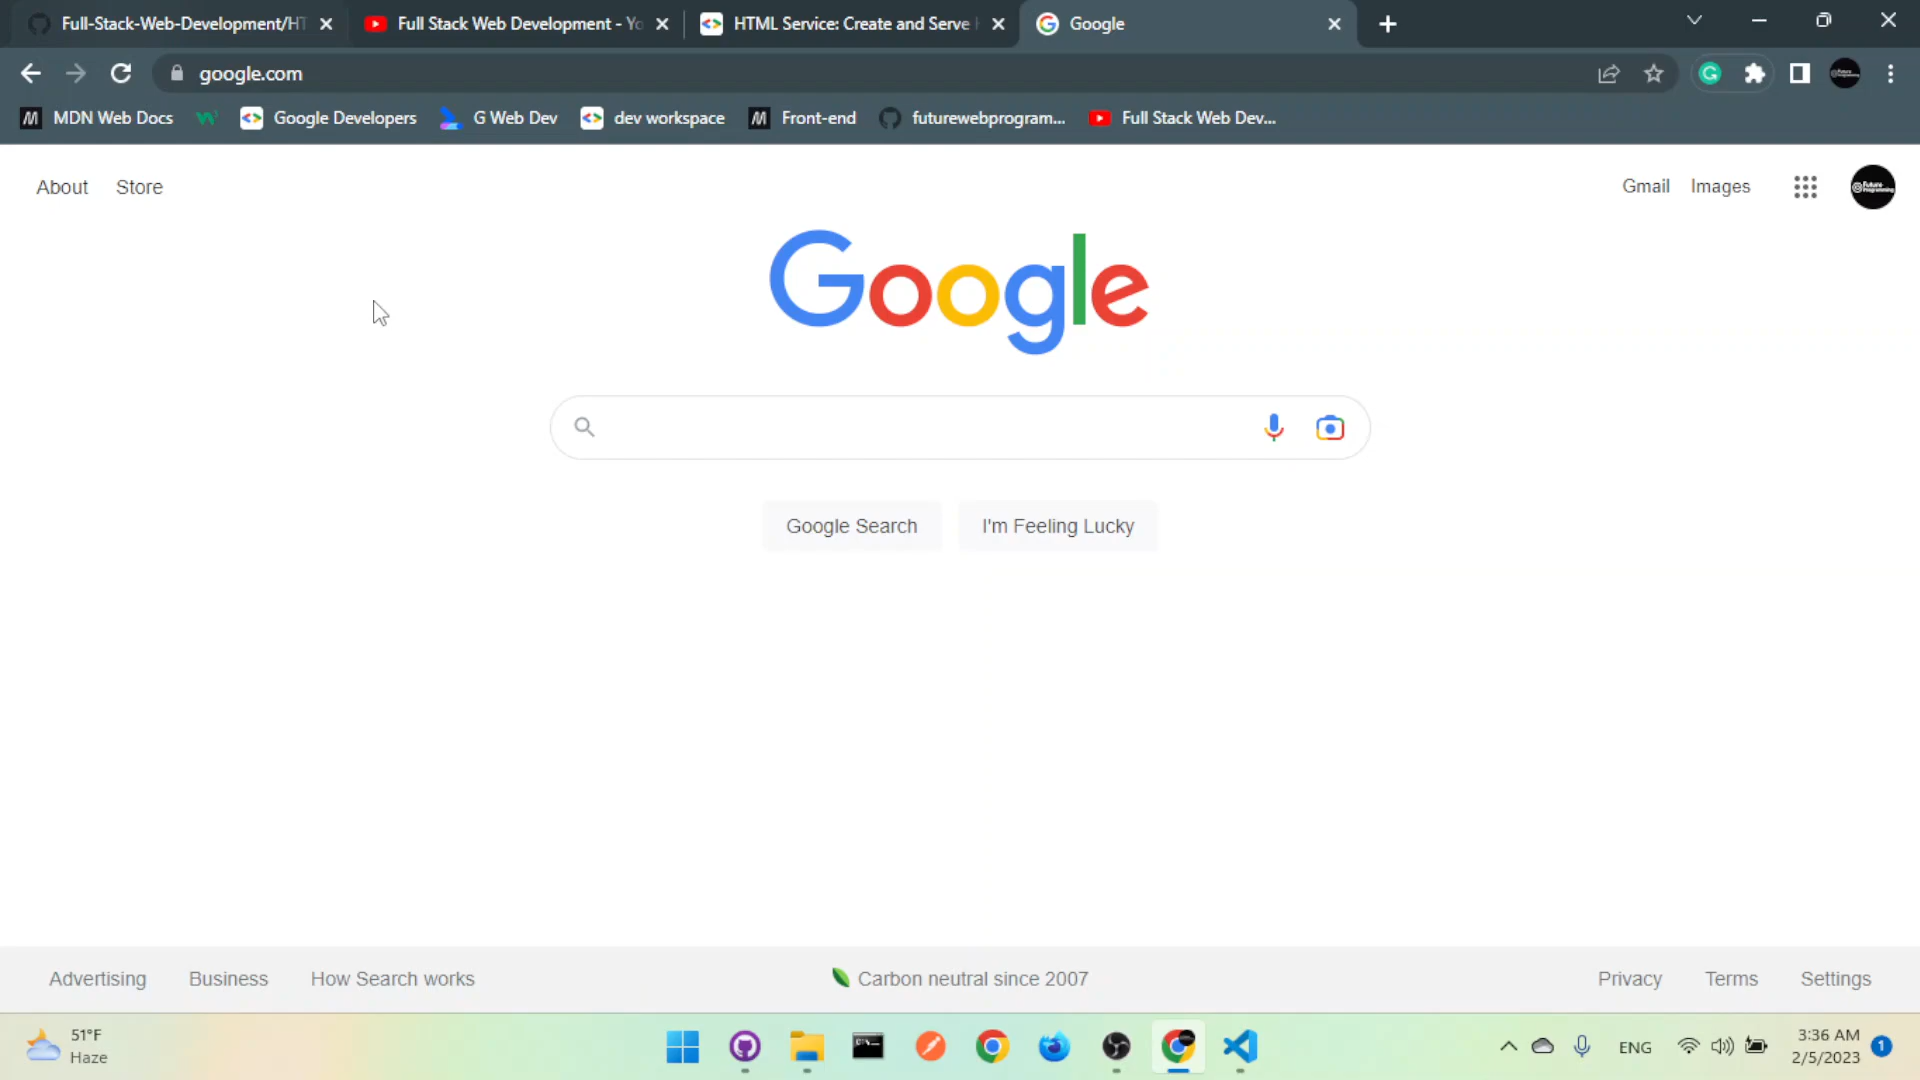 Full-Stack-Web-Development/HT
Full Stack Web Development - Yo
HTML Service: Create and Serve
Google
google.com
MDN Web Docs
Google Developers
G Web Dev
dev workspace
Front-end
futurewebprogram...
Full Stack Web Dev...
About
Store
Gmail
Images
Google
Google Search
I'm Feeling Lucky
Advertising
Business
How Search works
Carbon neutral since 2007
Privacy
Terms
Settings
51°F
Haze
ENG
3:36 AM
2/5/2023
1